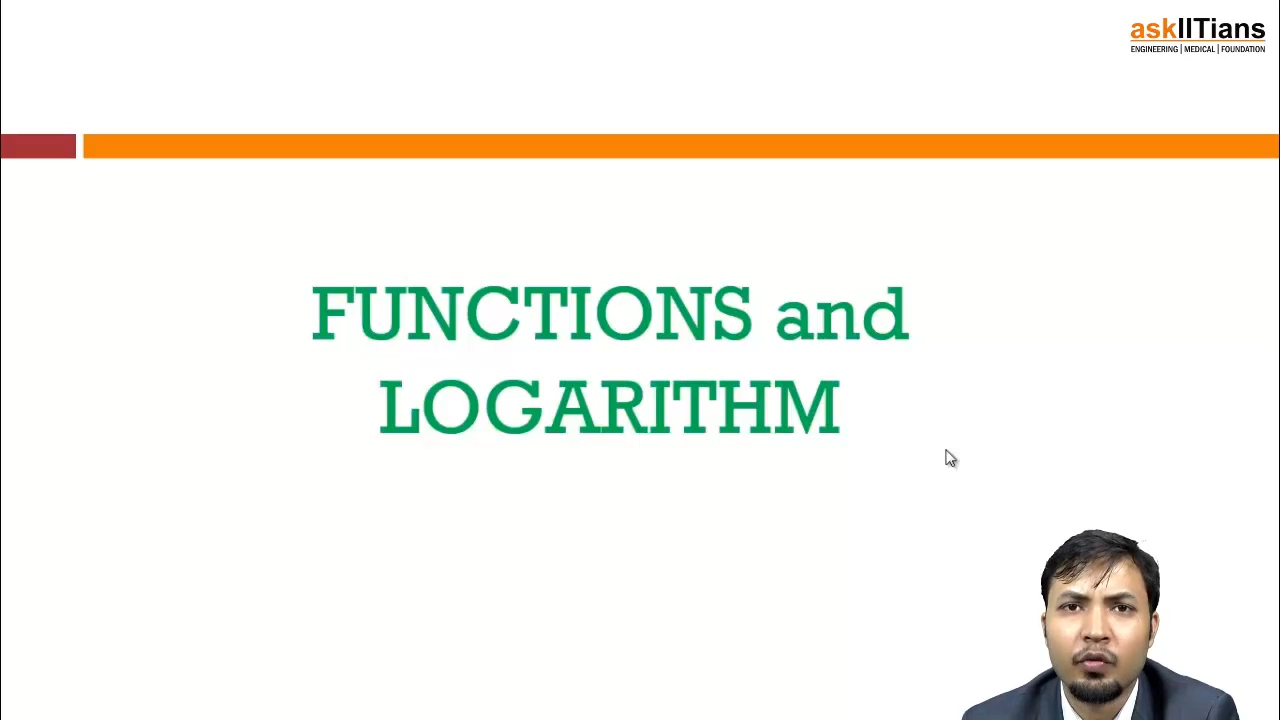 askIITians
ENGINEERING | MEDICAL | FOUNDATION
FUNCTIONS and
LOGARITHM